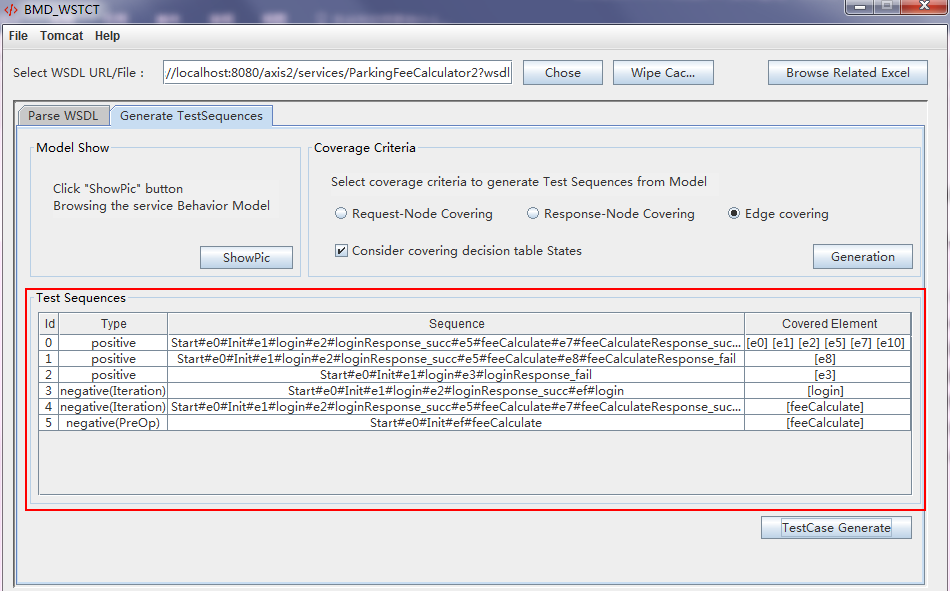 BMD_WSTCT
File Tomcat Help
Select WSDL URL/File : //localhost:8080/axis2/services/ParkingFeeCalculator2?wsdl Chose Wipe Cac... Browse Related Excel
Parse WSDL Generate TestSequences
Model Show
Click "ShowPic" button
Browsing the service Behavior Model
ShowPic
Coverage Criteria
Select coverage criteria to generate Test Sequences from Model
Request-Node Covering Response-Node Covering Edge covering
Consider covering decision table States
Generation
Test Sequences
Id Type Sequence Covered Element
0 positive Start#e0#Init#e1#login#e2#loginResponse_succ#e5#feeCalculate#e7#feeCalculateResponse_suc... [e0] [e1] [e2] [e5] [e7] [e10]
1 positive Start#e0#Init#e1#login#e2#loginResponse_succ#e5#feeCalculate#e8#feeCalculateResponse_fail [e8]
2 positive Start#e0#Init#e1#login#e3#loginResponse_fail [e3]
3 negative(Iteration) Start#e0#Init#e1#login#e2#loginResponse_succ#ef#login [login]
4 negative(Iteration) Start#e0#Init#e1#login#e2#loginResponse_succ#e5#feeCalculate#e7#feeCalculateResponse_suc... [feeCalculate]
5 negative(PreOp) Start#e0#Init#ef#feeCalculate [feeCalculate]
TestCase Generate